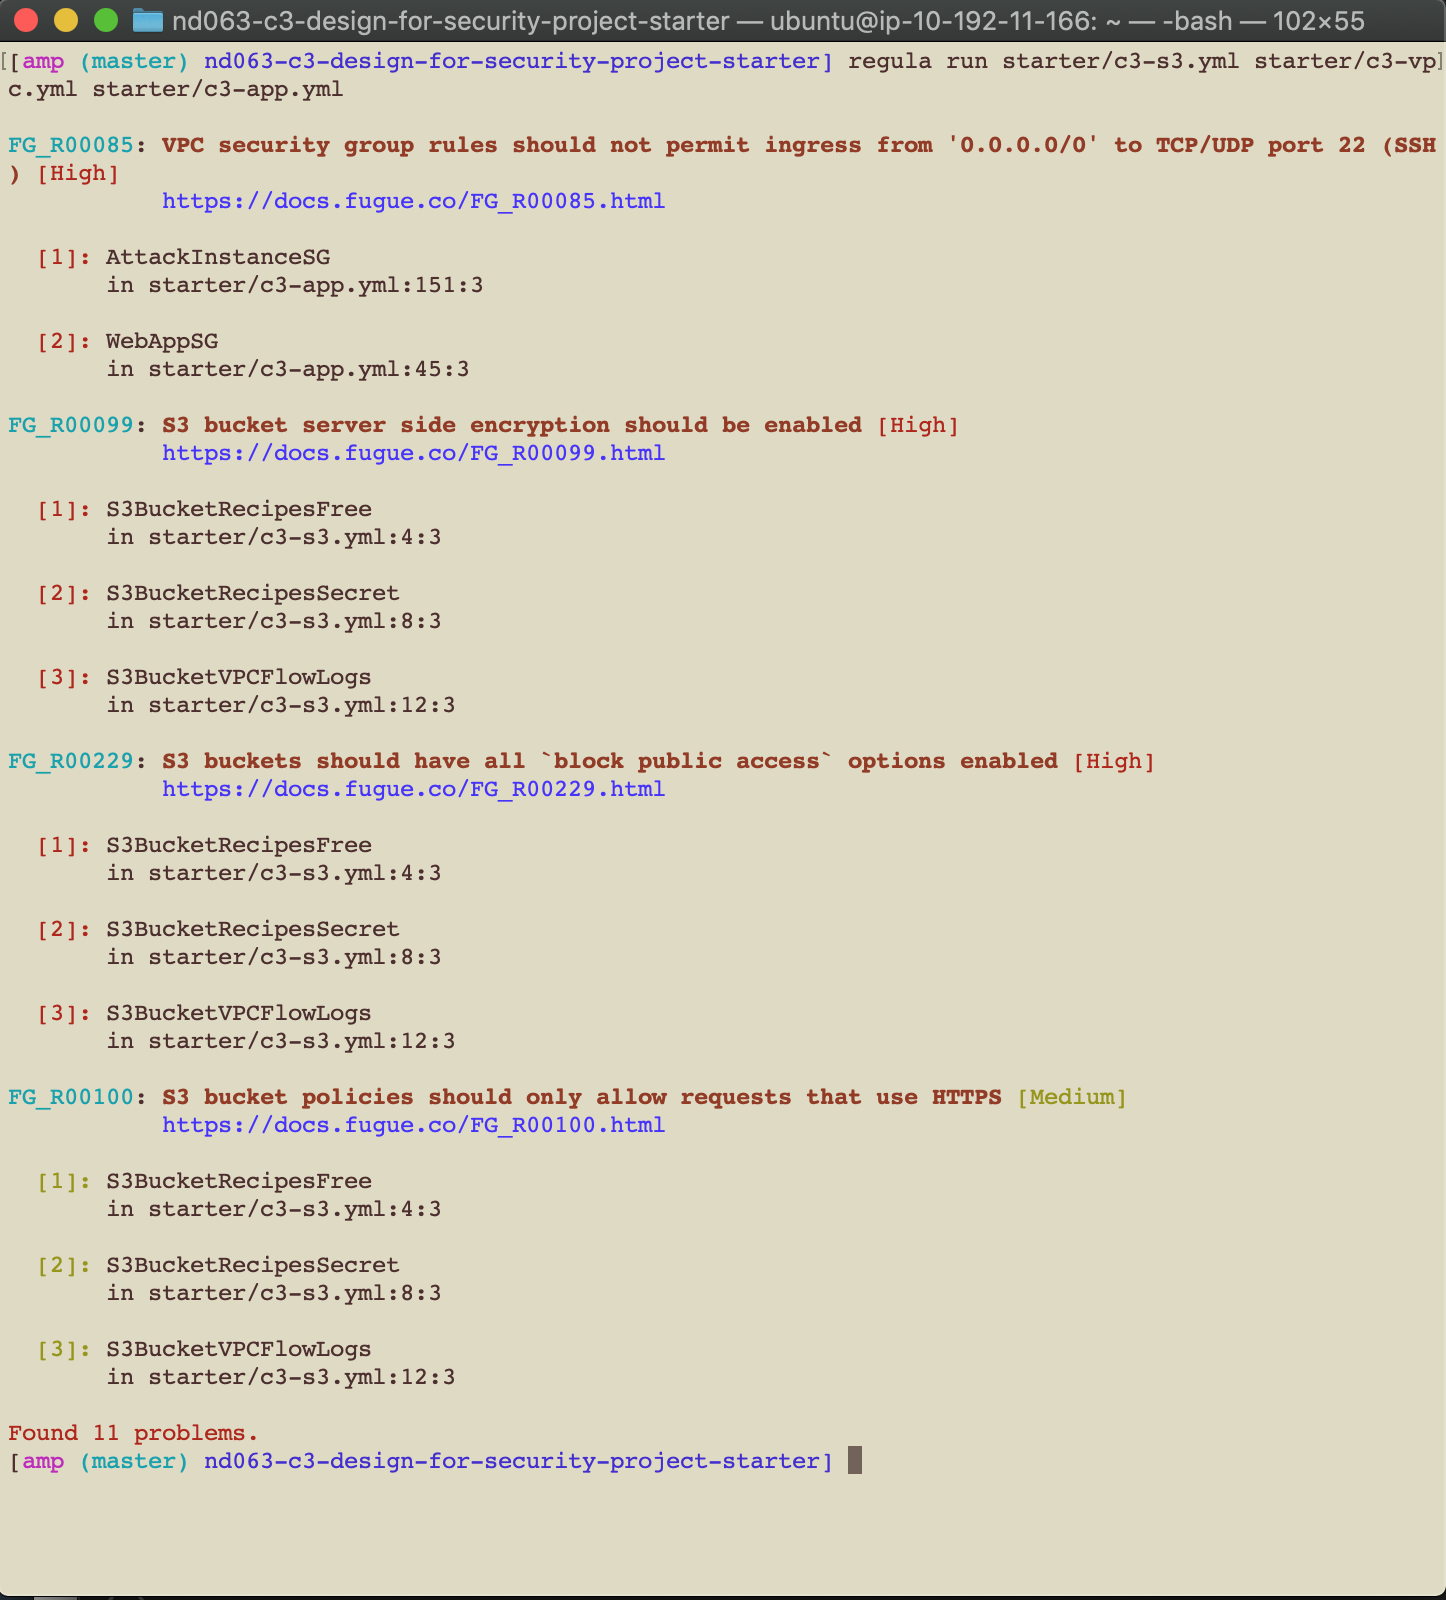 nd063-c3-design-for-security-project-starter — ubuntu@ip-10-192-11-166: ~ — -bash — 102×55
[[amp (master) nd063-c3-design-for-security-project-starter] regula run starter/c3-s3.yml starter/c3-vp]
c.yml starter/c3-app.yml
FG_R00085: VPC security group rules should not permit ingress from '0.0.0.0/0' to TCP/UDP port 22 (SSH
) [High]
https://docs.fugue.co/FG_R00085.html
[1]: AttackInstanceSG
in starter/c3-app.yml:151:3
[2]: WebAppSG
in starter/c3-app.yml:45:3
FG_R00099: S3 bucket server side encryption should be enabled [High]
https://docs.fugue.co/FG_R00099.html
[1]: S3BucketRecipesFree
in starter/c3-s3.yml:4:3
[2]: S3BucketRecipesSecret
in starter/c3-s3.yml:8:3
[3]: S3BucketVPCFlowLogs
in starter/c3-s3.yml:12:3
FG_R00229: S3 buckets should have all `block public access` options enabled [High]
https://docs.fugue.co/FG_R00229.html
[1]: S3BucketRecipesFree
in starter/c3-s3.yml:4:3
[2]: S3BucketRecipesSecret
in starter/c3-s3.yml:8:3
[3]: S3BucketVPCFlowLogs
in starter/c3-s3.yml:12:3
FG_R00100: S3 bucket policies should only allow requests that use HTTPS [Medium]
https://docs.fugue.co/FG_R00100.html
[1]: S3BucketRecipesFree
in starter/c3-s3.yml:4:3
[2]: S3BucketRecipesSecret
in starter/c3-s3.yml:8:3
[3]: S3BucketVPCFlowLogs
in starter/c3-s3.yml:12:3
Found 11 problems.
[amp (master) nd063-c3-design-for-security-project-starter]